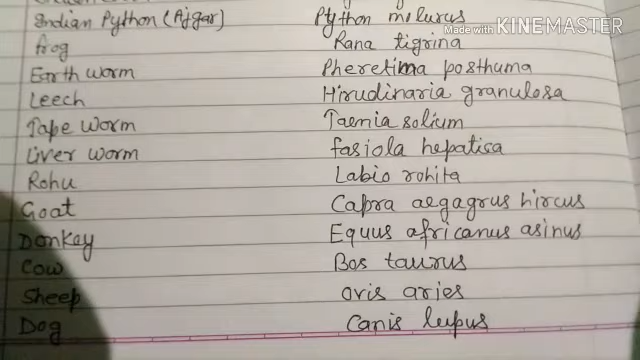 Indian Python (Ajgar) Python molurus
Made with KINEMASTER
frog Rana tigrina
Earth worm Pheretima posthuma
Leech Hirudinaria granulosa
Tape worm Taenia solium
Liver worm fasiola hepatica
Rohu Labio rohita
Goat Capra aegagrus hircus
Donkey Equus africanus asinus
Cow Bos taurus
Sheep Ovis aries
Dog Canis lupus